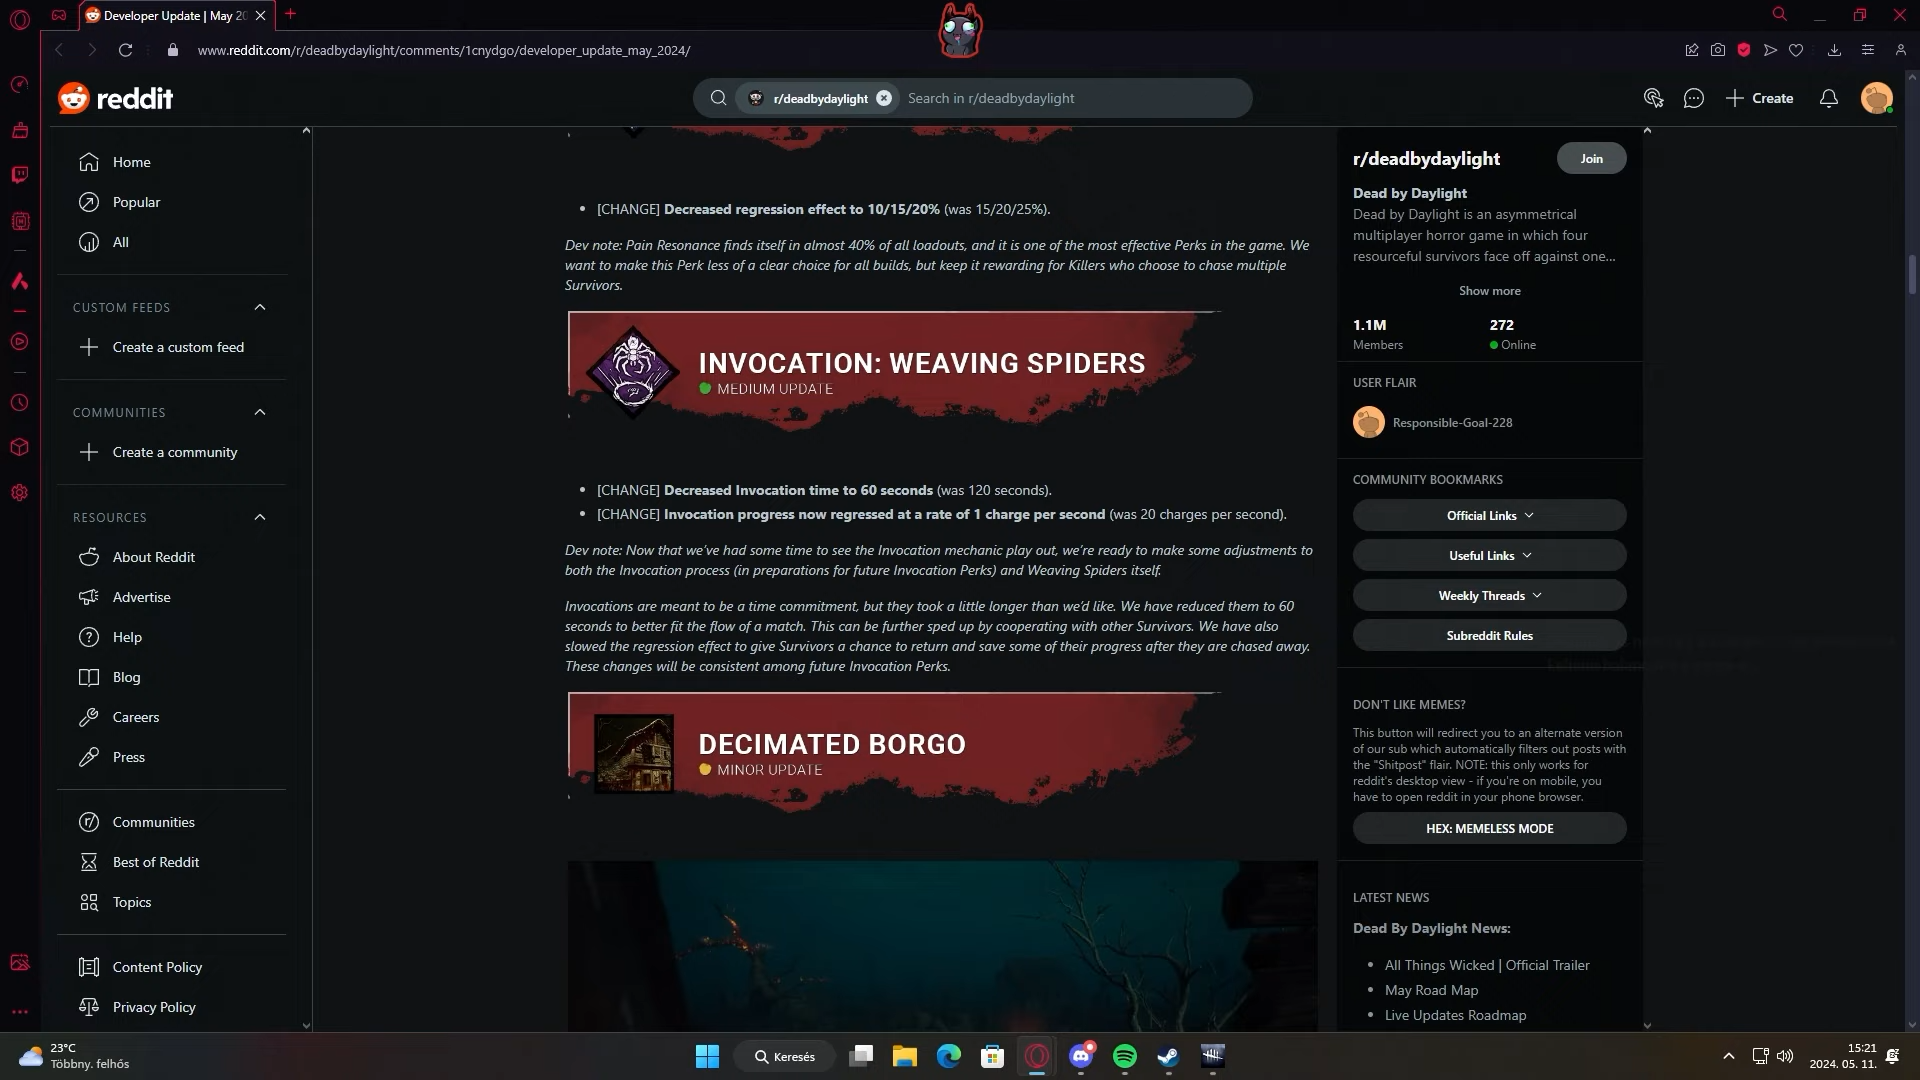 Developer Update | May 20
www.reddit.com/r/deadbydaylight/comments/1cnydgo/developer_update_may_2024/
reddit
r/deadbydaylight
Search in r/deadbydaylight
Create
Home
Popular
All
CUSTOM FEEDS
Create a custom feed
COMMUNITIES
Create a community
RESOURCES
About Reddit
Advertise
Help
Blog
Careers
Press
Communities
Best of Reddit
Topics
Content Policy
Privacy Policy
• [CHANGE] Decreased regression effect to 10/15/20% (was 15/20/25%).
Dev note: Pain Resonance finds itself in almost 40% of all loadouts, and it is one of the most effective Perks in the game. We
want to make this Perk less of a clear choice for all builds, but keep it rewarding for Killers who choose to chase multiple
Survivors.
INVOCATION: WEAVING SPIDERS
MEDIUM UPDATE
• [CHANGE] Decreased Invocation time to 60 seconds (was 120 seconds).
• [CHANGE] Invocation progress now regressed at a rate of 1 charge per second (was 20 charges per second).
Dev note: Now that we've had some time to see the Invocation mechanic play out, we're ready to make some adjustments to
both the Invocation process (in preparations for future Invocation Perks) and Weaving Spiders itself.
Invocations are meant to be a time commitment, but they took a little longer than we'd like. We have reduced them to 60
seconds to better fit the flow of a match. This can be further sped up by cooperating with other Survivors. We have also
slowed the regression effect to give Survivors a chance to return and save some of their progress after they are chased away.
These changes will be consistent among future Invocation Perks.
DECIMATED BORGO
MINOR UPDATE
r/deadbydaylight
Join
Dead by Daylight
Dead by Daylight is an asymmetrical
multiplayer horror game in which four
resourceful survivors face off against one...
Show more
1.1M 272
Members Online
USER FLAIR
Responsible-Goal-228
COMMUNITY BOOKMARKS
Official Links
Useful Links
Weekly Threads
Subreddit Rules
DON'T LIKE MEMES?
This button will redirect you to an alternate version
of our sub which automatically filters out posts with
the "Shitpost" flair. NOTE: this only works for
reddit's desktop view - if you're on mobile, you
have to open reddit in your phone browser.
HEX: MEMELESS MODE
LATEST NEWS
Dead By Daylight News:
• All Things Wicked | Official Trailer
• May Road Map
• Live Updates Roadmap
23°C
Többny. felhős
Keresés
15:21
2024. 05. 11.